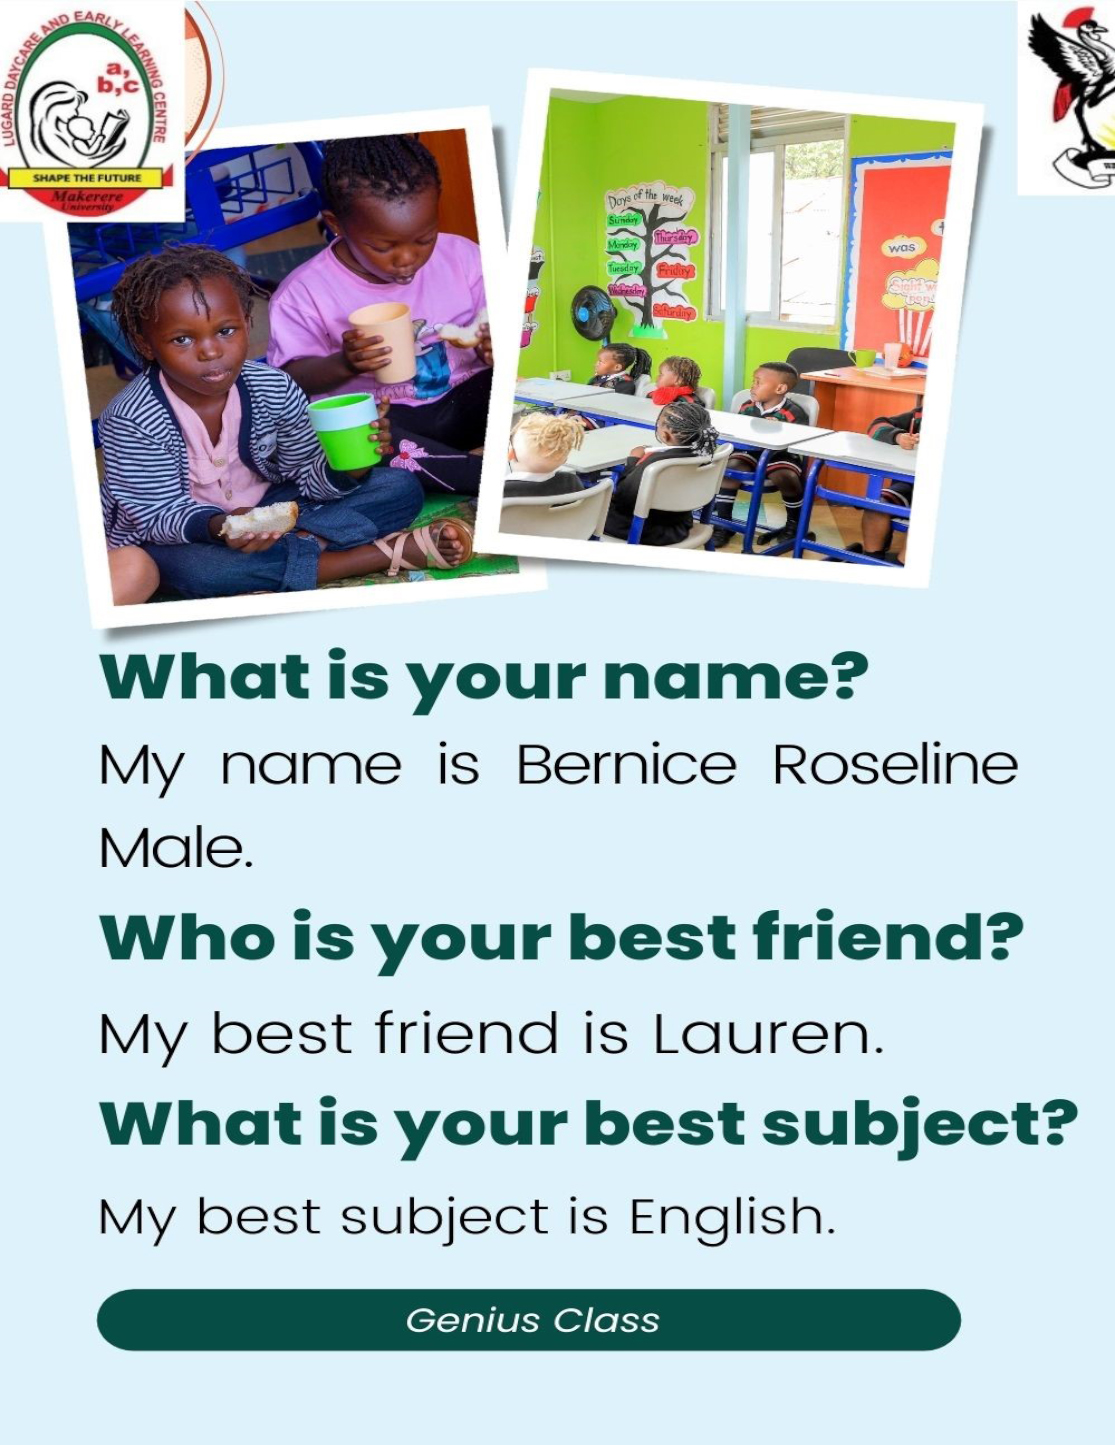 LUGARD DAYCARE AND EARLY LEARNING CENTRE
a,
b,c
SHAPE THE FUTURE
Makerere
University
Days of the week
Sunday
Monday
Thursday
Tuesday
Friday
Wednesday
Saturday
was
Sight
What is your name?
My name is Bernice Roseline
Male.
Who is your best friend?
My best friend is Lauren.
What is your best subject?
My best subject is English.
Genius Class